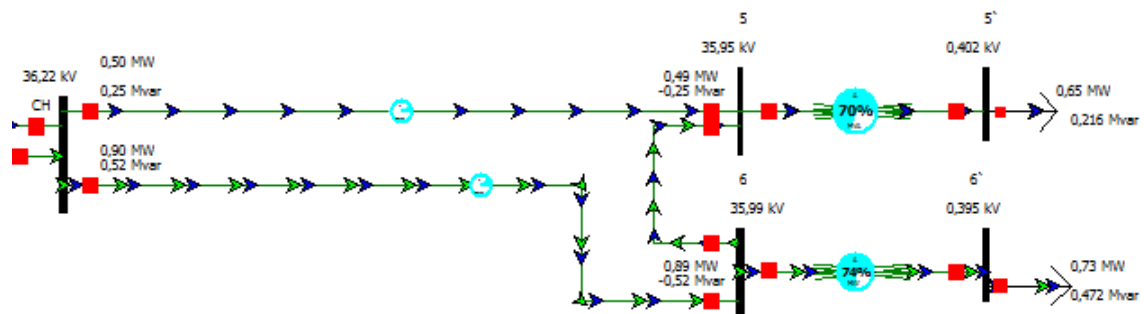 5
5`
0,50 MW
35,95 kV
0,402 kV
36,22 kV
0,49 MW
0,25 Mvar
-0,25 Mvar
0,65 MW
CH
70%
0,216 Mvar
0,90 MW
0,52 Mvar
6
6`
35,99 kV
0,395 kV
0,89 MW
74%
0,73 MW
-0,52 Mvar
0,472 Mvar